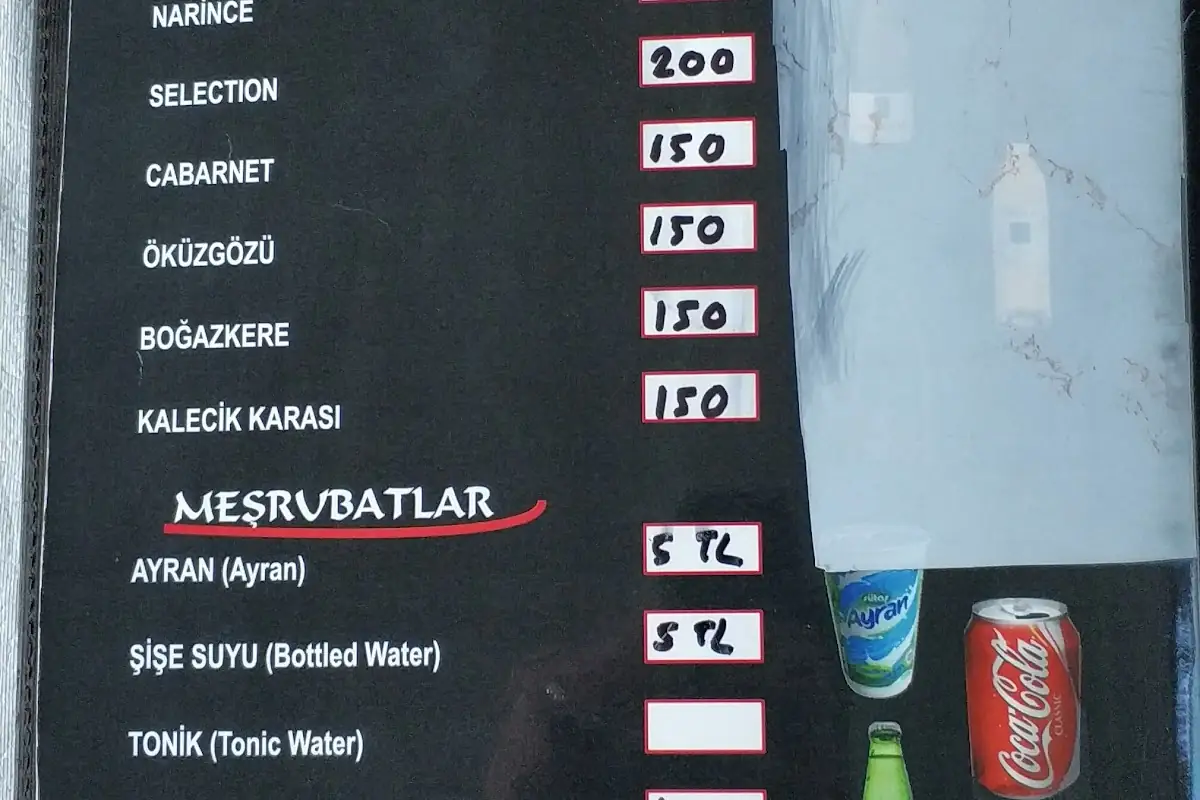 NARİNCE
200
SELECTION
150
CABARNET
150
ÖKÜZGÖZÜ
150
BOĞAZKERE
150
KALECİK KARASI
MEŞRUBATLAR
5 TL
AYRAN (Ayran)
5 TL
ŞİŞE SUYU (Bottled Water)
TONİK (Tonic Water)
sütaş
Ayran
Coca-Cola
CLASSIC